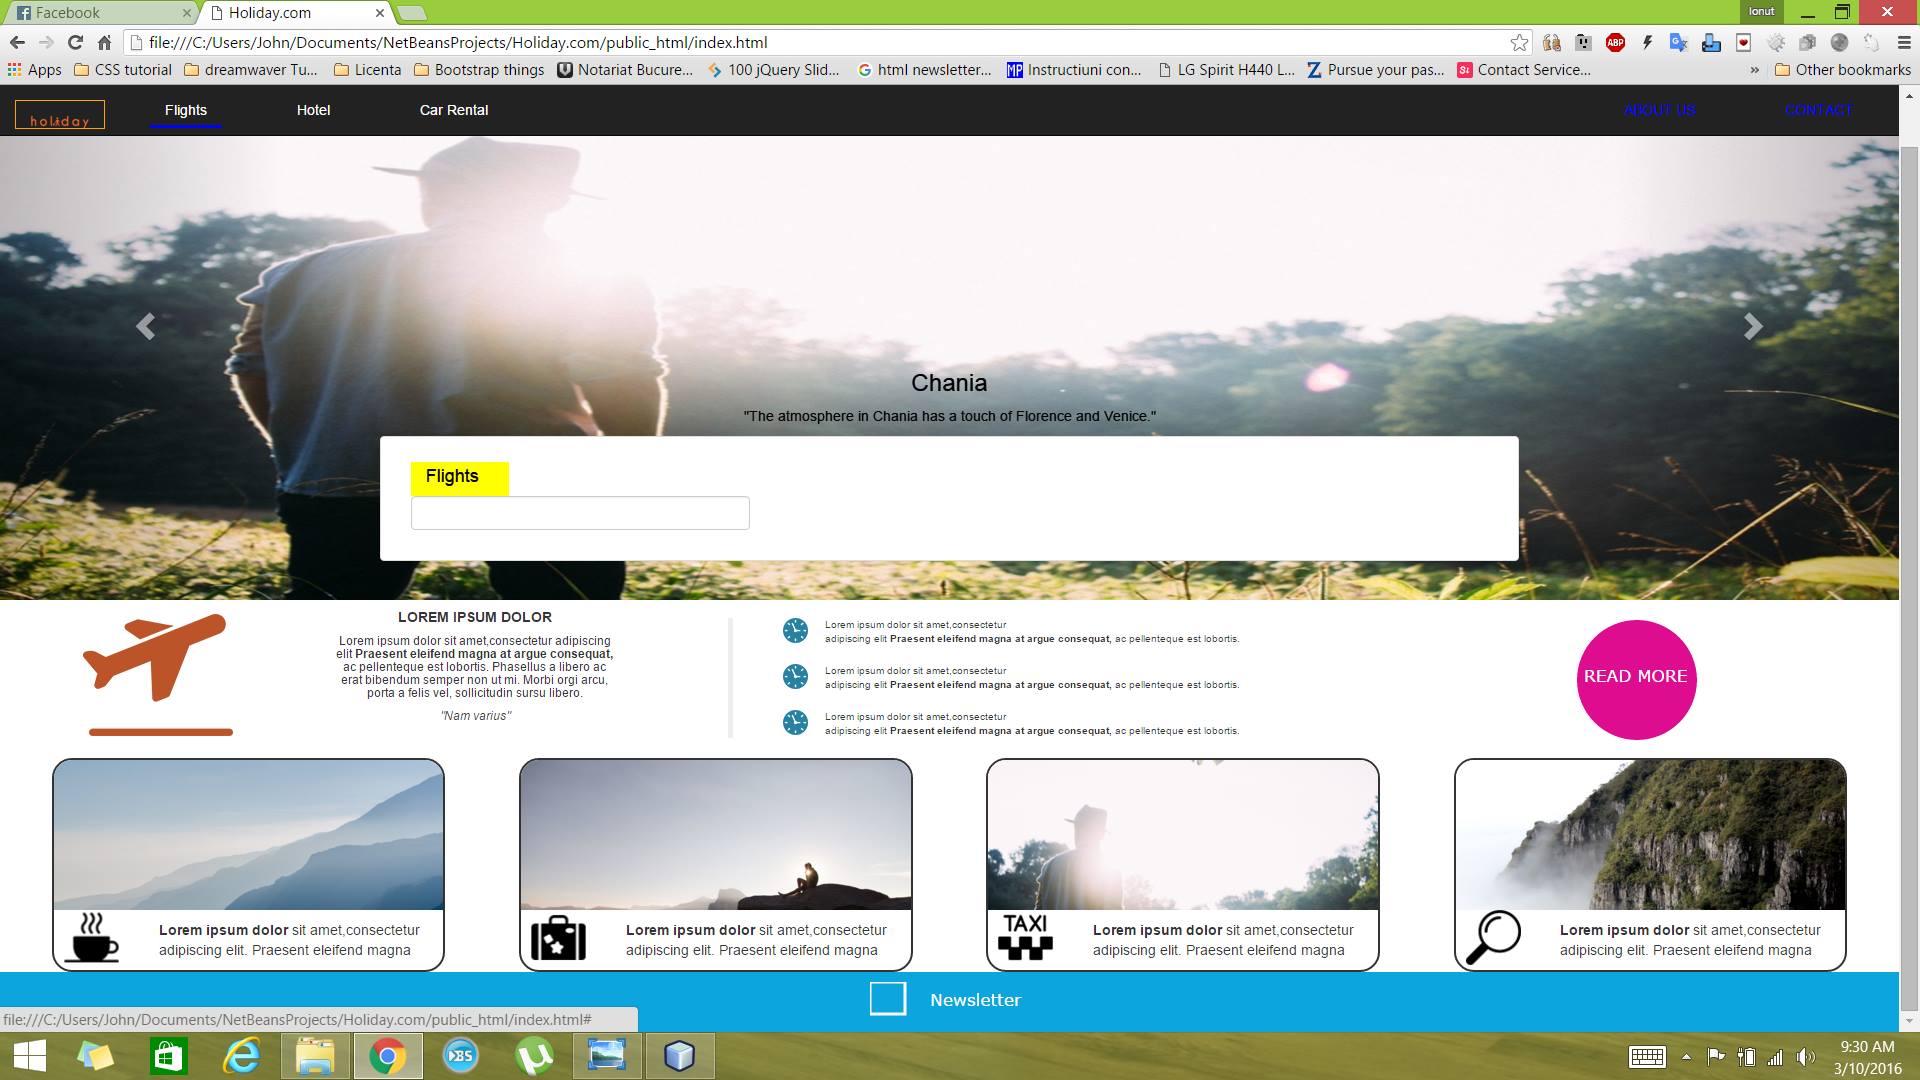 Facebook
Holiday.com
Ionut
file:///C:/Users/John/Documents/NetBeansProjects/Holiday.com/public_html/index.html
ABP
Apps CSS tutorial dreamwaver Tu... Licenta Bootstrap things Notariat Bucure... 100 jQuery Slid... html newsletter... MP Instructiuni con... LG Spirit H440 L... Pursue your pas... Contact Service... » Other bookmarks
holiday Flights Hotel Car Rental ABOUT US CONTACT
Chania
"The atmosphere in Chania has a touch of Florence and Venice."
Flights
LOREM IPSUM DOLOR
Lorem ipsum dolor sit amet,consectetur adipiscing
elit Praesent eleifend magna at argue consequat,
ac pellenteque est lobortis. Phasellus a libero ac
erat bibendum semper non ut mi. Morbi orgi arcu,
porta a felis vel, sollicitudin sursu libero.
"Nam varius"
Lorem ipsum dolor sit amet,consectetur
adipiscing elit Praesent eleifend magna at argue consequat, ac pellenteque est lobortis.
Lorem ipsum dolor sit amet,consectetur
adipiscing elit Praesent eleifend magna at argue consequat, ac pellenteque est lobortis.
Lorem ipsum dolor sit amet,consectetur
adipiscing elit Praesent eleifend magna at argue consequat, ac pellenteque est lobortis.
READ MORE
Lorem ipsum dolor sit amet,consectetur
adipiscing elit. Praesent eleifend magna
Lorem ipsum dolor sit amet,consectetur
adipiscing elit. Praesent eleifend magna
TAXI
Lorem ipsum dolor sit amet,consectetur
adipiscing elit. Praesent eleifend magna
Lorem ipsum dolor sit amet,consectetur
adipiscing elit. Praesent eleifend magna
Newsletter
file:///C:/Users/John/Documents/NetBeansProjects/Holiday.com/public_html/index.html#
BS
9:30 AM
3/10/2016